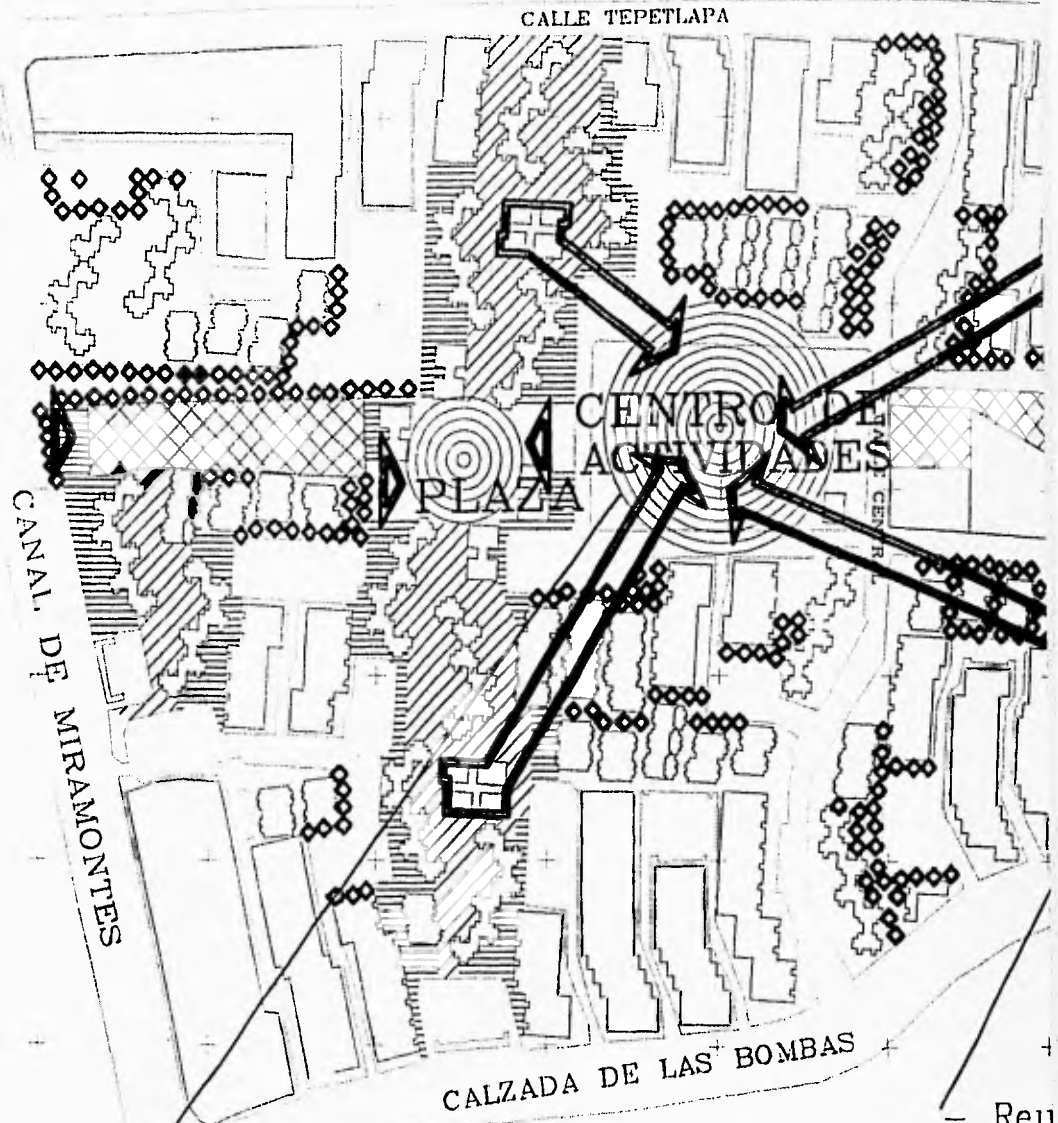 CALLE TEPETLAPA
CENTRO DE
ACTIVIDADES
PLAZA
CANAL DE MIRAMONTES
CALZADA DE LAS BOMBAS